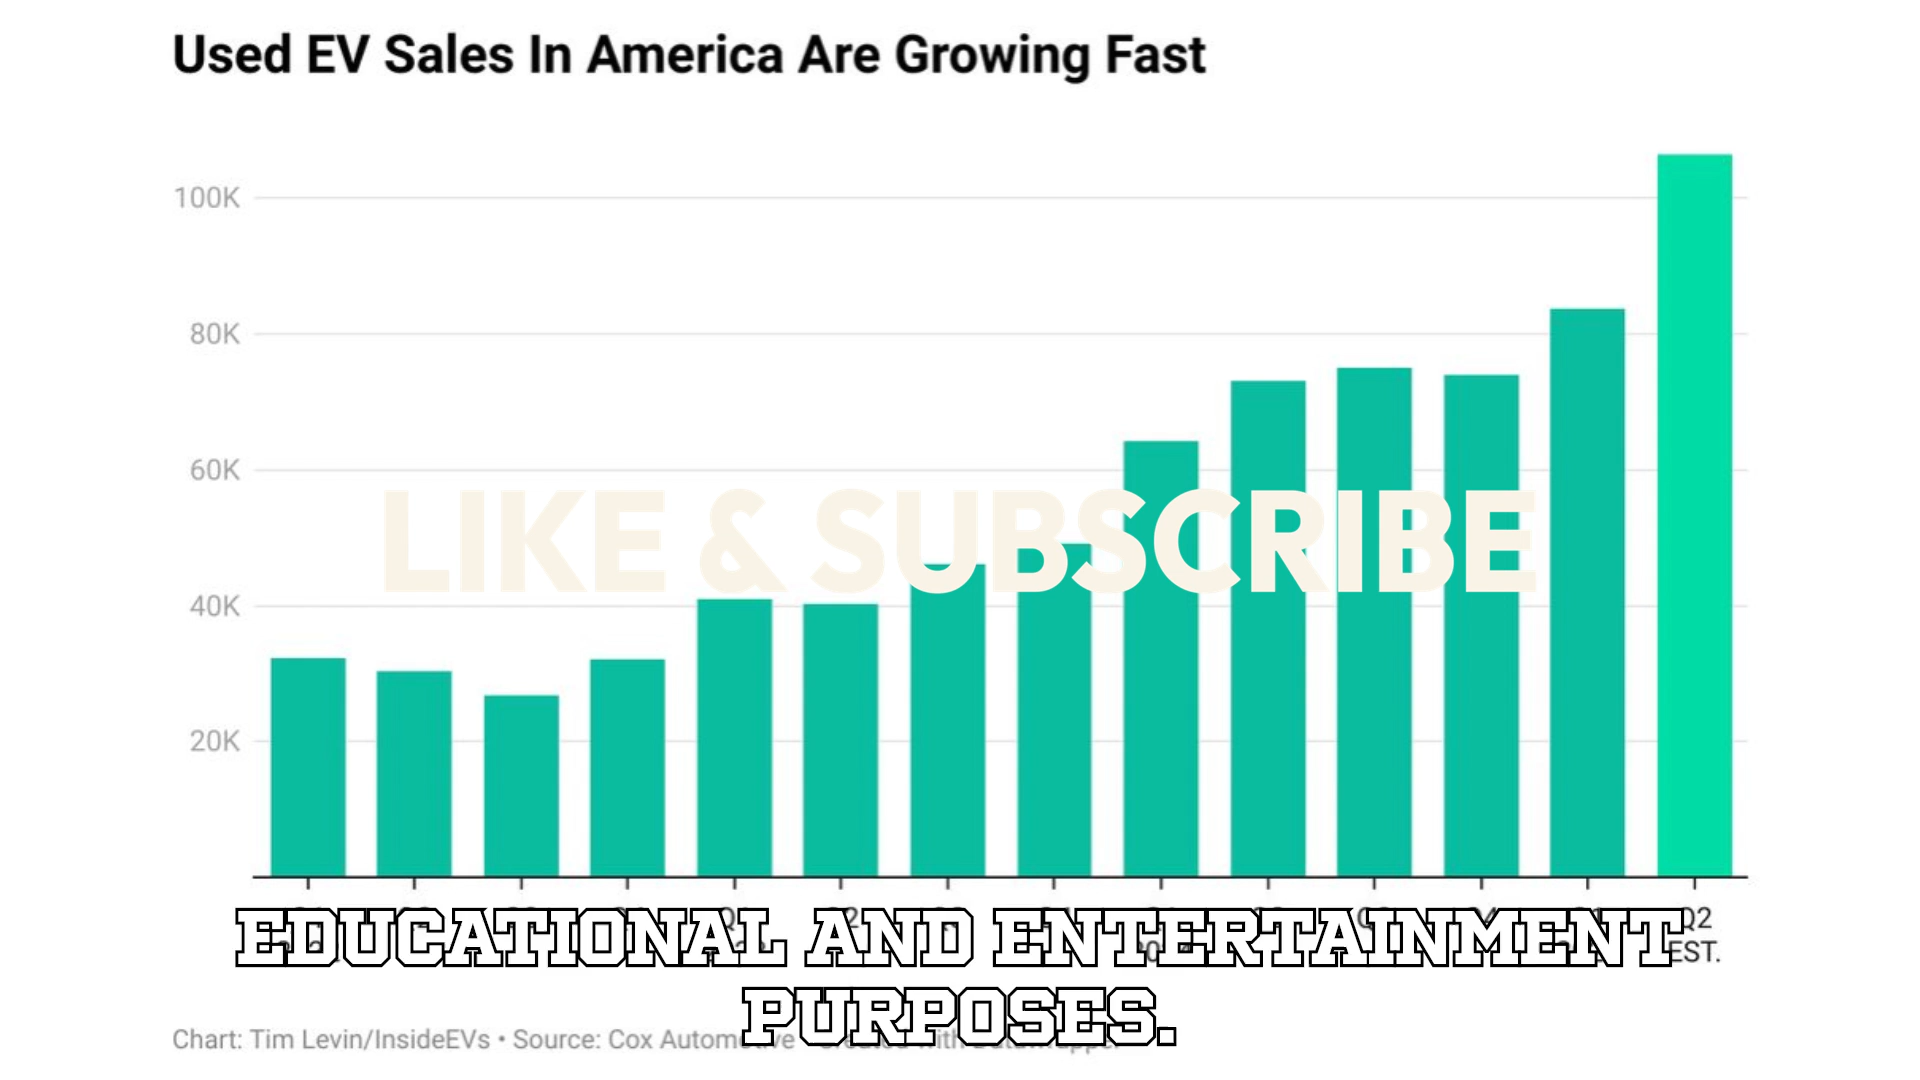 Used EV Sales In America Are Growing Fast
100K
80K
60K
LIKE & SUBSCRIBE
40K
20K
Q2
EST.
EDUCATIONAL AND ENTERTAINMENT
PURPOSES.
Chart: Tim Levin/InsideEVs • Source: Cox Automotive